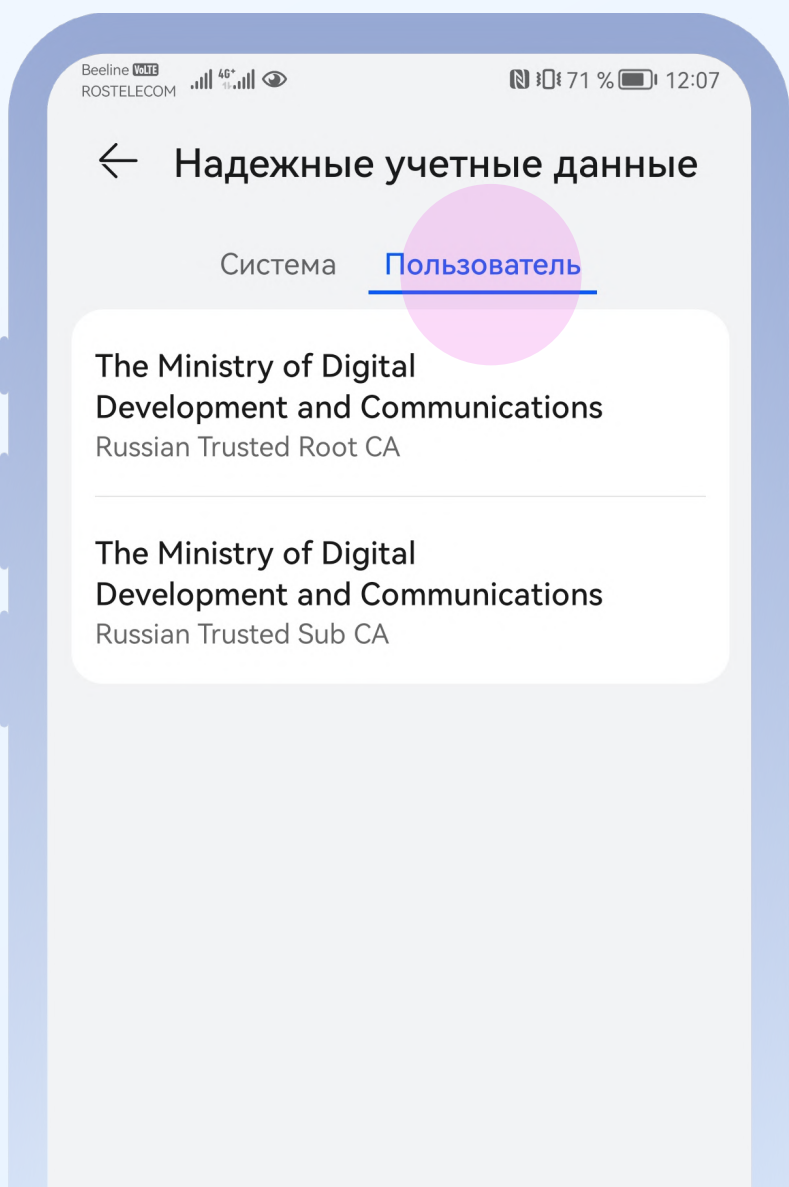 Beeline VoLTE
ROSTELECOM
4G+
71 %
12:07
Надежные учетные данные
Система
Пользователь
The Ministry of Digital
Development and Communications
Russian Trusted Root CA
The Ministry of Digital
Development and Communications
Russian Trusted Sub CA